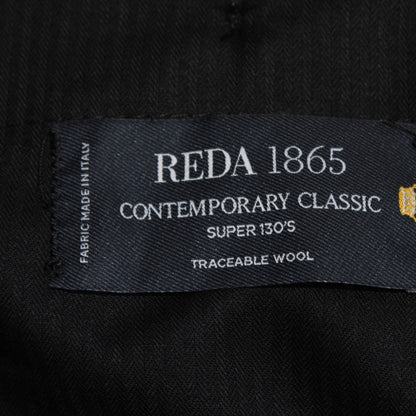 REDA 1865
CONTEMPORARY CLASSIC
SUPER 130'S
TRACEABLE WOOL
FABRIC MADE IN ITALY